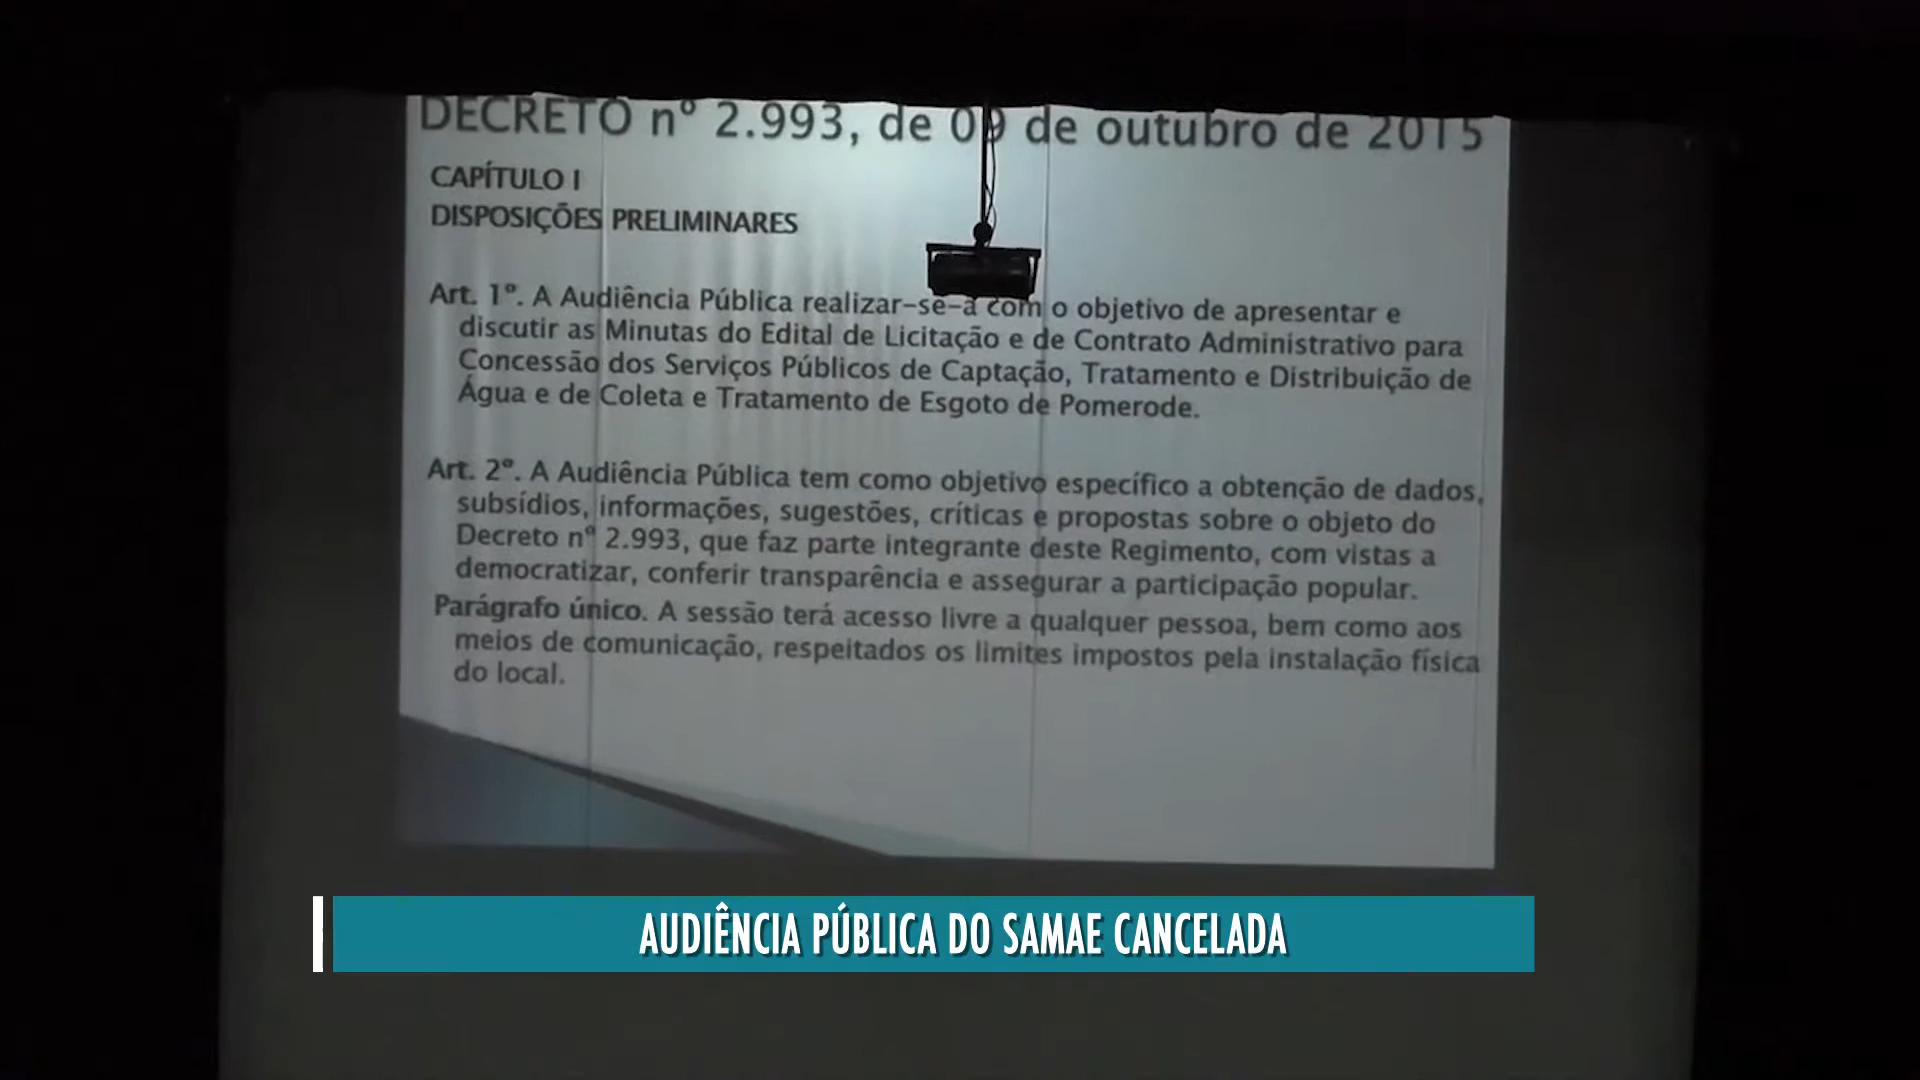 DECRETO nº 2.993, de 09 de outubro de 2015
CAPÍTULO I
DISPOSIÇÕES PRELIMINARES
Art. 1º. A Audiência Pública realizar-se-á com o objetivo de apresentar e
discutir as Minutas do Edital de Licitação e de Contrato Administrativo para
Concessão dos Serviços Públicos de Captação, Tratamento e Distribuição de
Água e de Coleta e Tratamento de Esgoto de Pomerode.
Art. 2º. A Audiência Pública tem como objetivo específico a obtenção de dados,
subsídios, informações, sugestões, críticas e propostas sobre o objeto do
Decreto nº 2.993, que faz parte integrante deste Regimento, com vistas a
democratizar, conferir transparência e assegurar a participação popular.
Parágrafo único. A sessão terá acesso livre a qualquer pessoa, bem como aos
meios de comunicação, respeitados os limites impostos pela instalação física
do local.
AUDIÊNCIA PÚBLICA DO SAMAE CANCELADA